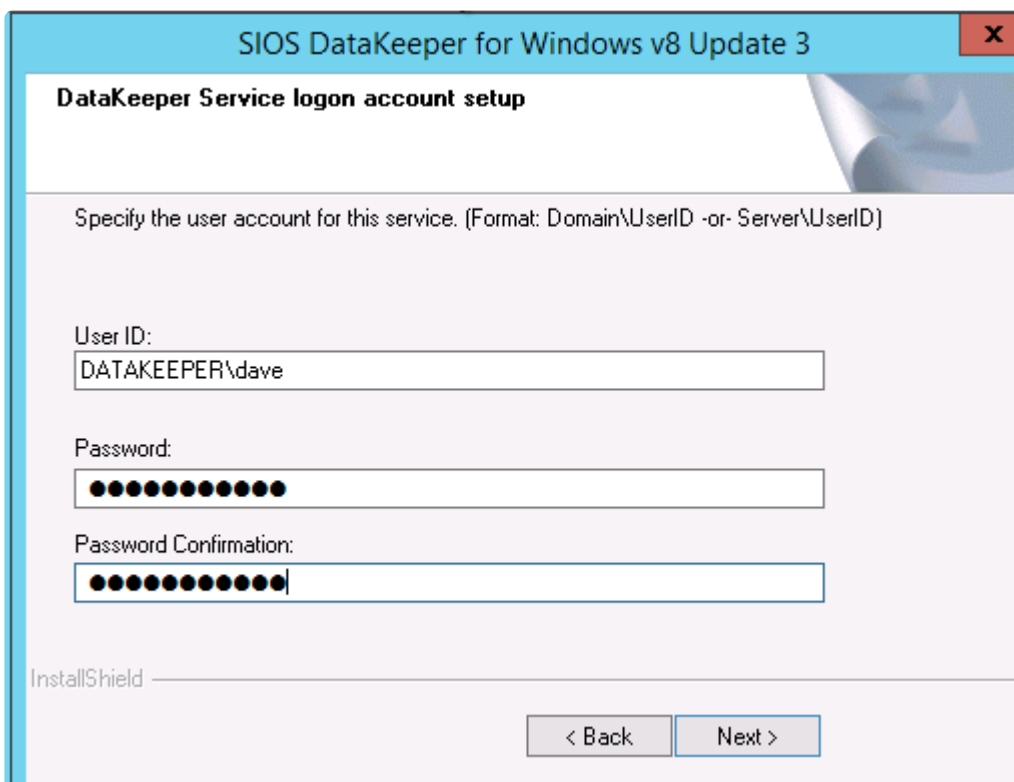 SIOS DataKeeper for Windows v8 Update 3
x
DataKeeper Service logon account setup
Specify the user account for this service. (Format: Domain\UserID -or- Server\UserID)
User ID:
DATAKEEPER\dave
Password:
●●●●●●●●●●●
Password Confirmation:
●●●●●●●●●●●
InstallShield
< Back Next >